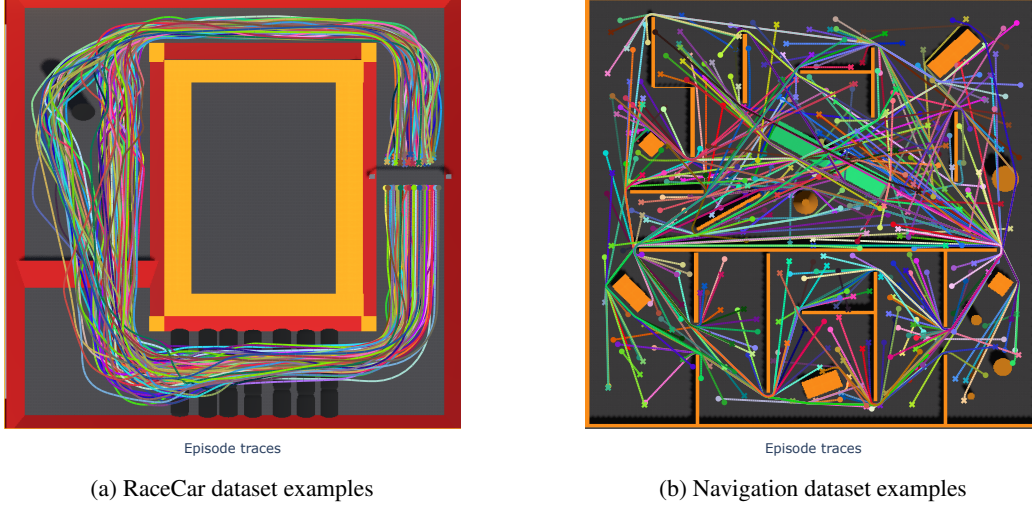 Episode traces
Episode traces
(a) RaceCar dataset examples
(b) Navigation dataset examples